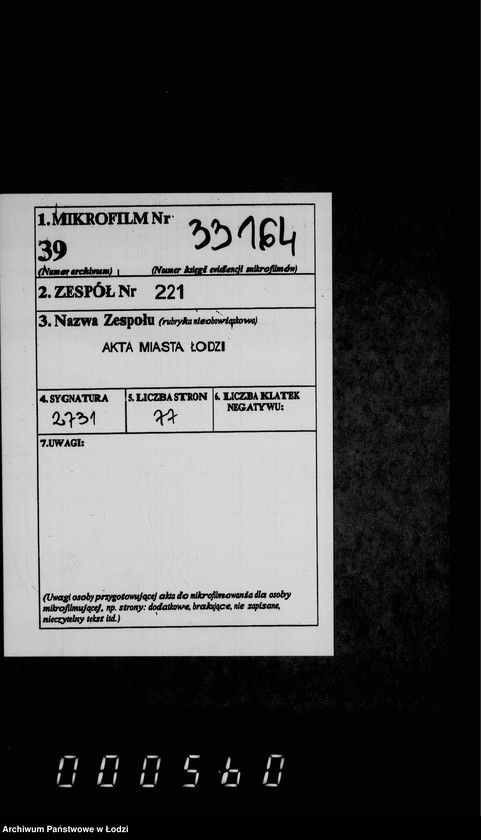 1. MIKROFILM Nr 33164
39
(Numer archiwum) (Numer księgi ewidencji mikrofilmów)
2. ZESPÓŁ Nr 221
3. Nazwa Zespołu (rubryka nieobowiązkowa)
AKTA MIASTA ŁODZI
4. SYGNATURA 5. LICZBA STRON 6. LICZBA KLATEK
NEGATYWU:
2731 77
7.UWAGI:
(Uwagi osoby przygotowującej akta do mikrofilmowania dla osoby
mikrofilmującej, np. strony: dodatkowe, brakujące, nie zapisane,
nieczytelny tekst itd.)
000560
Archiwum Państwowe w Łodzi